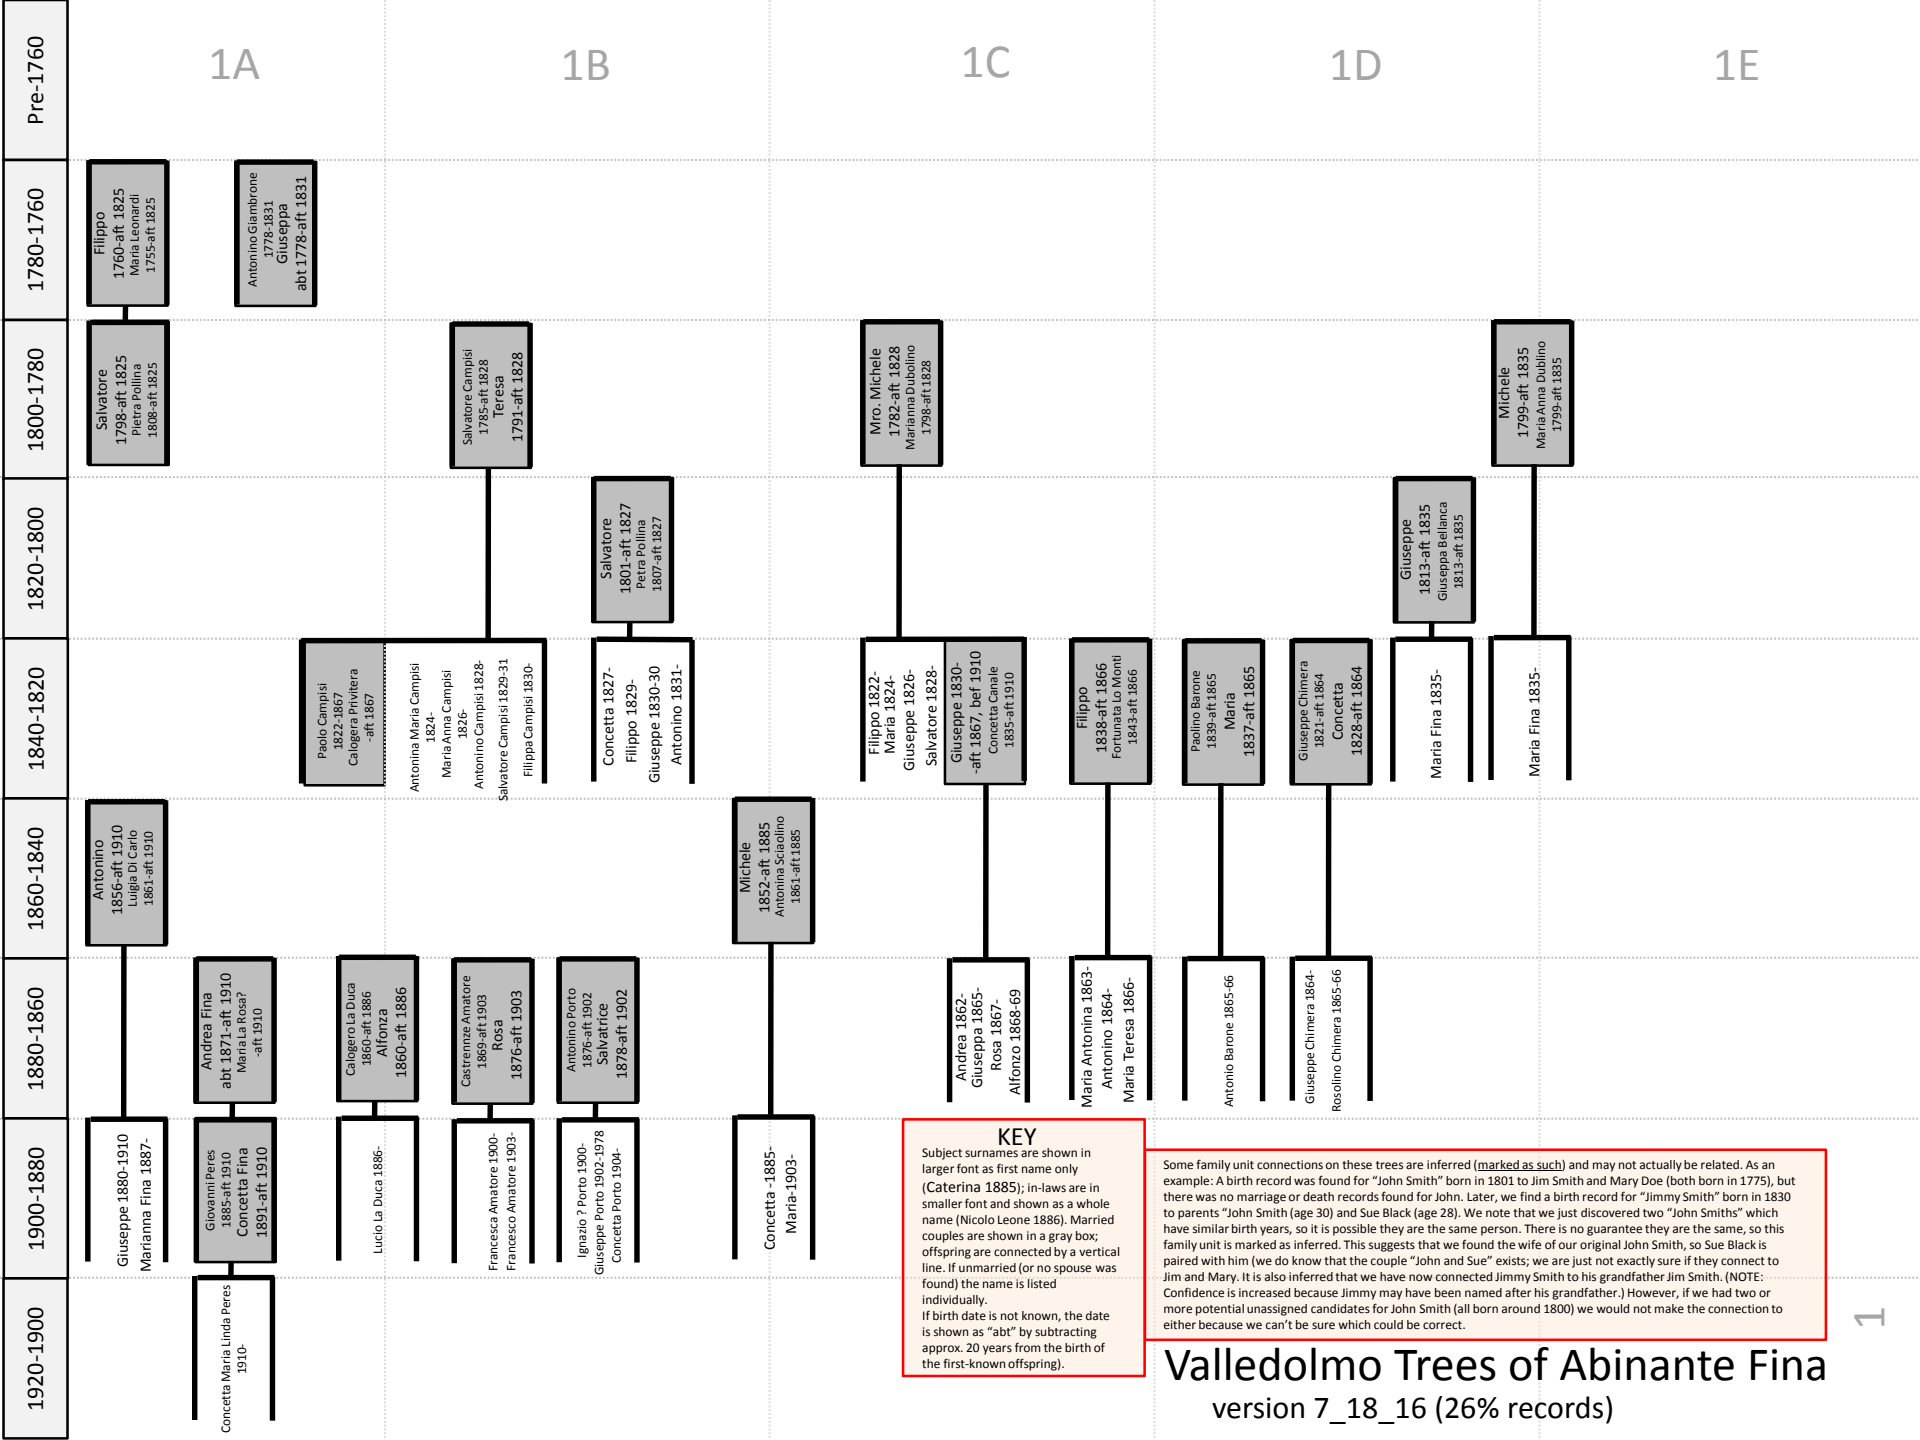 1A
1B
1C
1D
1E
Pre-1760
1780-1760
1800-1780
1820-1800
1840-1820
1860-1840
1880-1860
1900-1880
1920-1900
Filippo
1760-aft 1825
Maria Leonardi
1755-aft 1825
Antonino Giambrone
1778-1831
Giuseppa
abt 1778-aft 1831
Salvatore
1798-aft 1825
Pietra Pollina
1808-aft 1825
Salvatore Campisi
1785-aft 1828
Teresa
1791-aft 1828
Mro. Michele
1782-aft 1828
Marianna Dubolino
1798-aft 1828
Michele
1799-aft 1835
Maria Anna Dublino
1799-aft 1835
Salvatore
1801-aft 1827
Petra Pollina
1807-aft 1827
Giuseppe
1813-aft 1835
Giuseppa Bellanca
1813-aft 1835
Paolo Campisi
1822-1867
Calogera Privitera
-aft 1867
Antonina Maria Campisi
1824-
Maria Anna Campisi
1826-
Antonino Campisi 1828-
Salvatore Campisi 1829-31
Filippa Campisi 1830-
Concetta 1827-
Filippo 1829-
Giuseppe 1830-30
Antonino 1831-
Filippo 1822-
Maria 1824-
Giuseppe 1826-
Salvatore 1828-
Giuseppe 1830-
-aft 1867, bef 1910
Concetta Canale
1835-aft 1910
Filippo
1838-aft 1866
Fortunata Lo Monti
1843-aft 1866
Paolino Barone
1839-aft 1865
Maria
1837-aft 1865
Giuseppe Chimera
1821-aft 1864
Concetta
1828-aft 1864
Maria Fina 1835-
Maria Fina 1835-
Antonino
1856-aft 1910
Luigia Di Carlo
1861-aft 1910
Michele
1852-aft 1885
Antonina Sciaolino
1861-aft 1885
Andrea Fina
abt 1871-aft 1910
Maria La Rosa?
-aft 1910
Calogero La Duca
1860-aft 1886
Alfonza
1860-aft 1886
Castrennze Amatore
1869-aft 1903
Rosa
1876-aft 1903
Antonino Porto
1876-aft 1902
Salvatrice
1878-aft 1902
Andrea 1862-
Giuseppa 1865-
Rosa 1867-
Alfonzo 1868-69
Maria Antonina 1863-
Antonino 1864-
Maria Teresa 1866-
Antonio Barone 1865-66
Giuseppe Chimera 1864-
Rosolino Chimera 1865-66
Giuseppe 1880-1910
Marianna Fina 1887-
Giovanni Peres
1885-aft 1910
Concetta Fina
1891-aft 1910
Lucio La Duca 1886-
Francesca Amatore 1900-
Francesco Amatore 1903-
Ignazio ? Porto 1900-
Giuseppe Porto 1902-1978
Concetta Porto 1904-
Concetta -1885-
Maria-1903-
Concetta Maria Linda Peres
1910-
KEY
Subject surnames are shown in
larger font as first name only
(Caterina 1885); in-laws are in
smaller font and shown as a whole
name (Nicolo Leone 1886). Married
couples are shown in a gray box;
offspring are connected by a vertical
line. If unmarried (or no spouse was
found) the name is listed
individually.
If birth date is not known, the date
is shown as “abt” by subtracting
approx. 20 years from the birth of
the first-known offspring).
Some family unit connections on these trees are inferred (marked as such) and may not actually be related. As an
example: A birth record was found for “John Smith” born in 1801 to Jim Smith and Mary Doe (both born in 1775), but
there was no marriage or death records found for John. Later, we find a birth record for “Jimmy Smith” born in 1830
to parents “John Smith (age 30) and Sue Black (age 28). We note that we just discovered two “John Smiths” which
have similar birth years, so it is possible they are the same person. There is no guarantee they are the same, so this
family unit is marked as inferred. This suggests that we found the wife of our original John Smith, so Sue Black is
paired with him (we do know that the couple “John and Sue” exists; we are just not exactly sure if they connect to
Jim and Mary. It is also inferred that we have now connected Jimmy Smith to his grandfather Jim Smith. (NOTE:
Confidence is increased because Jimmy may have been named after his grandfather.) However, if we had two or
more potential unassigned candidates for John Smith (all born around 1800) we would not make the connection to
either because we can’t be sure which could be correct.
1
Valledolmo Trees of Abinante Fina
version 7_18_16 (26% records)